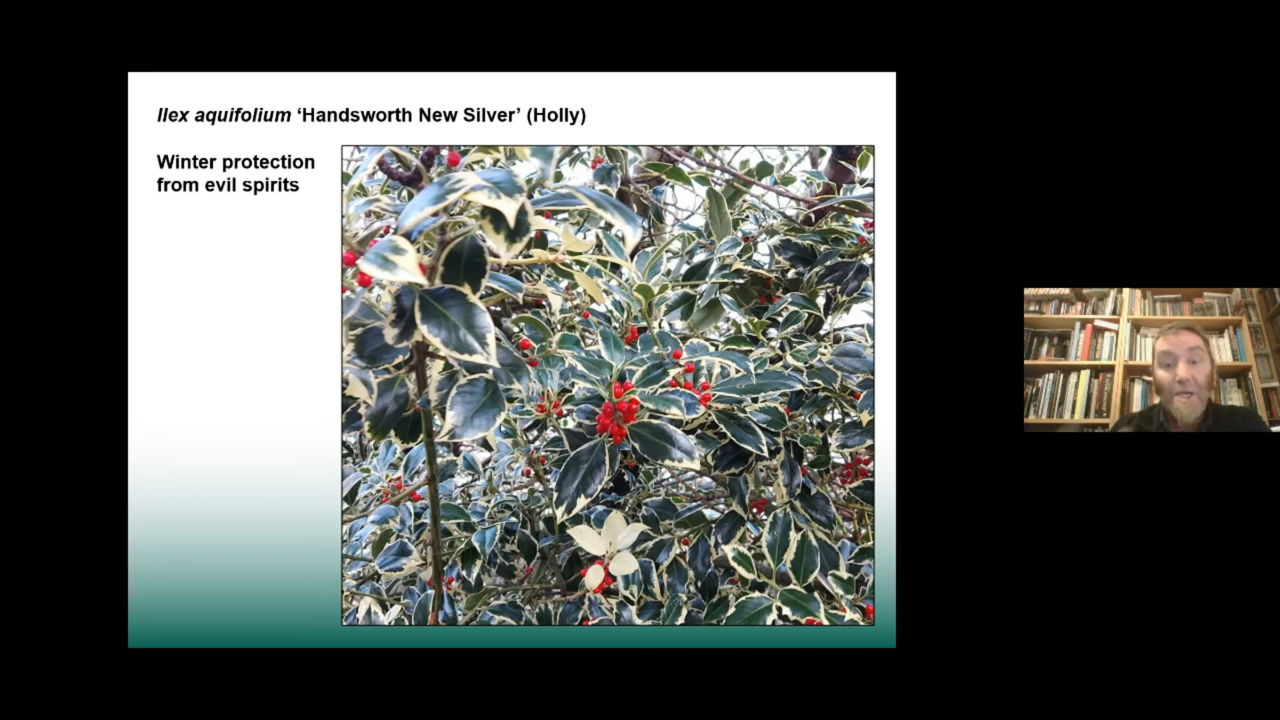 Ilex aquifolium ‘Handsworth New Silver’ (Holly)
Winter protection
from evil spirits